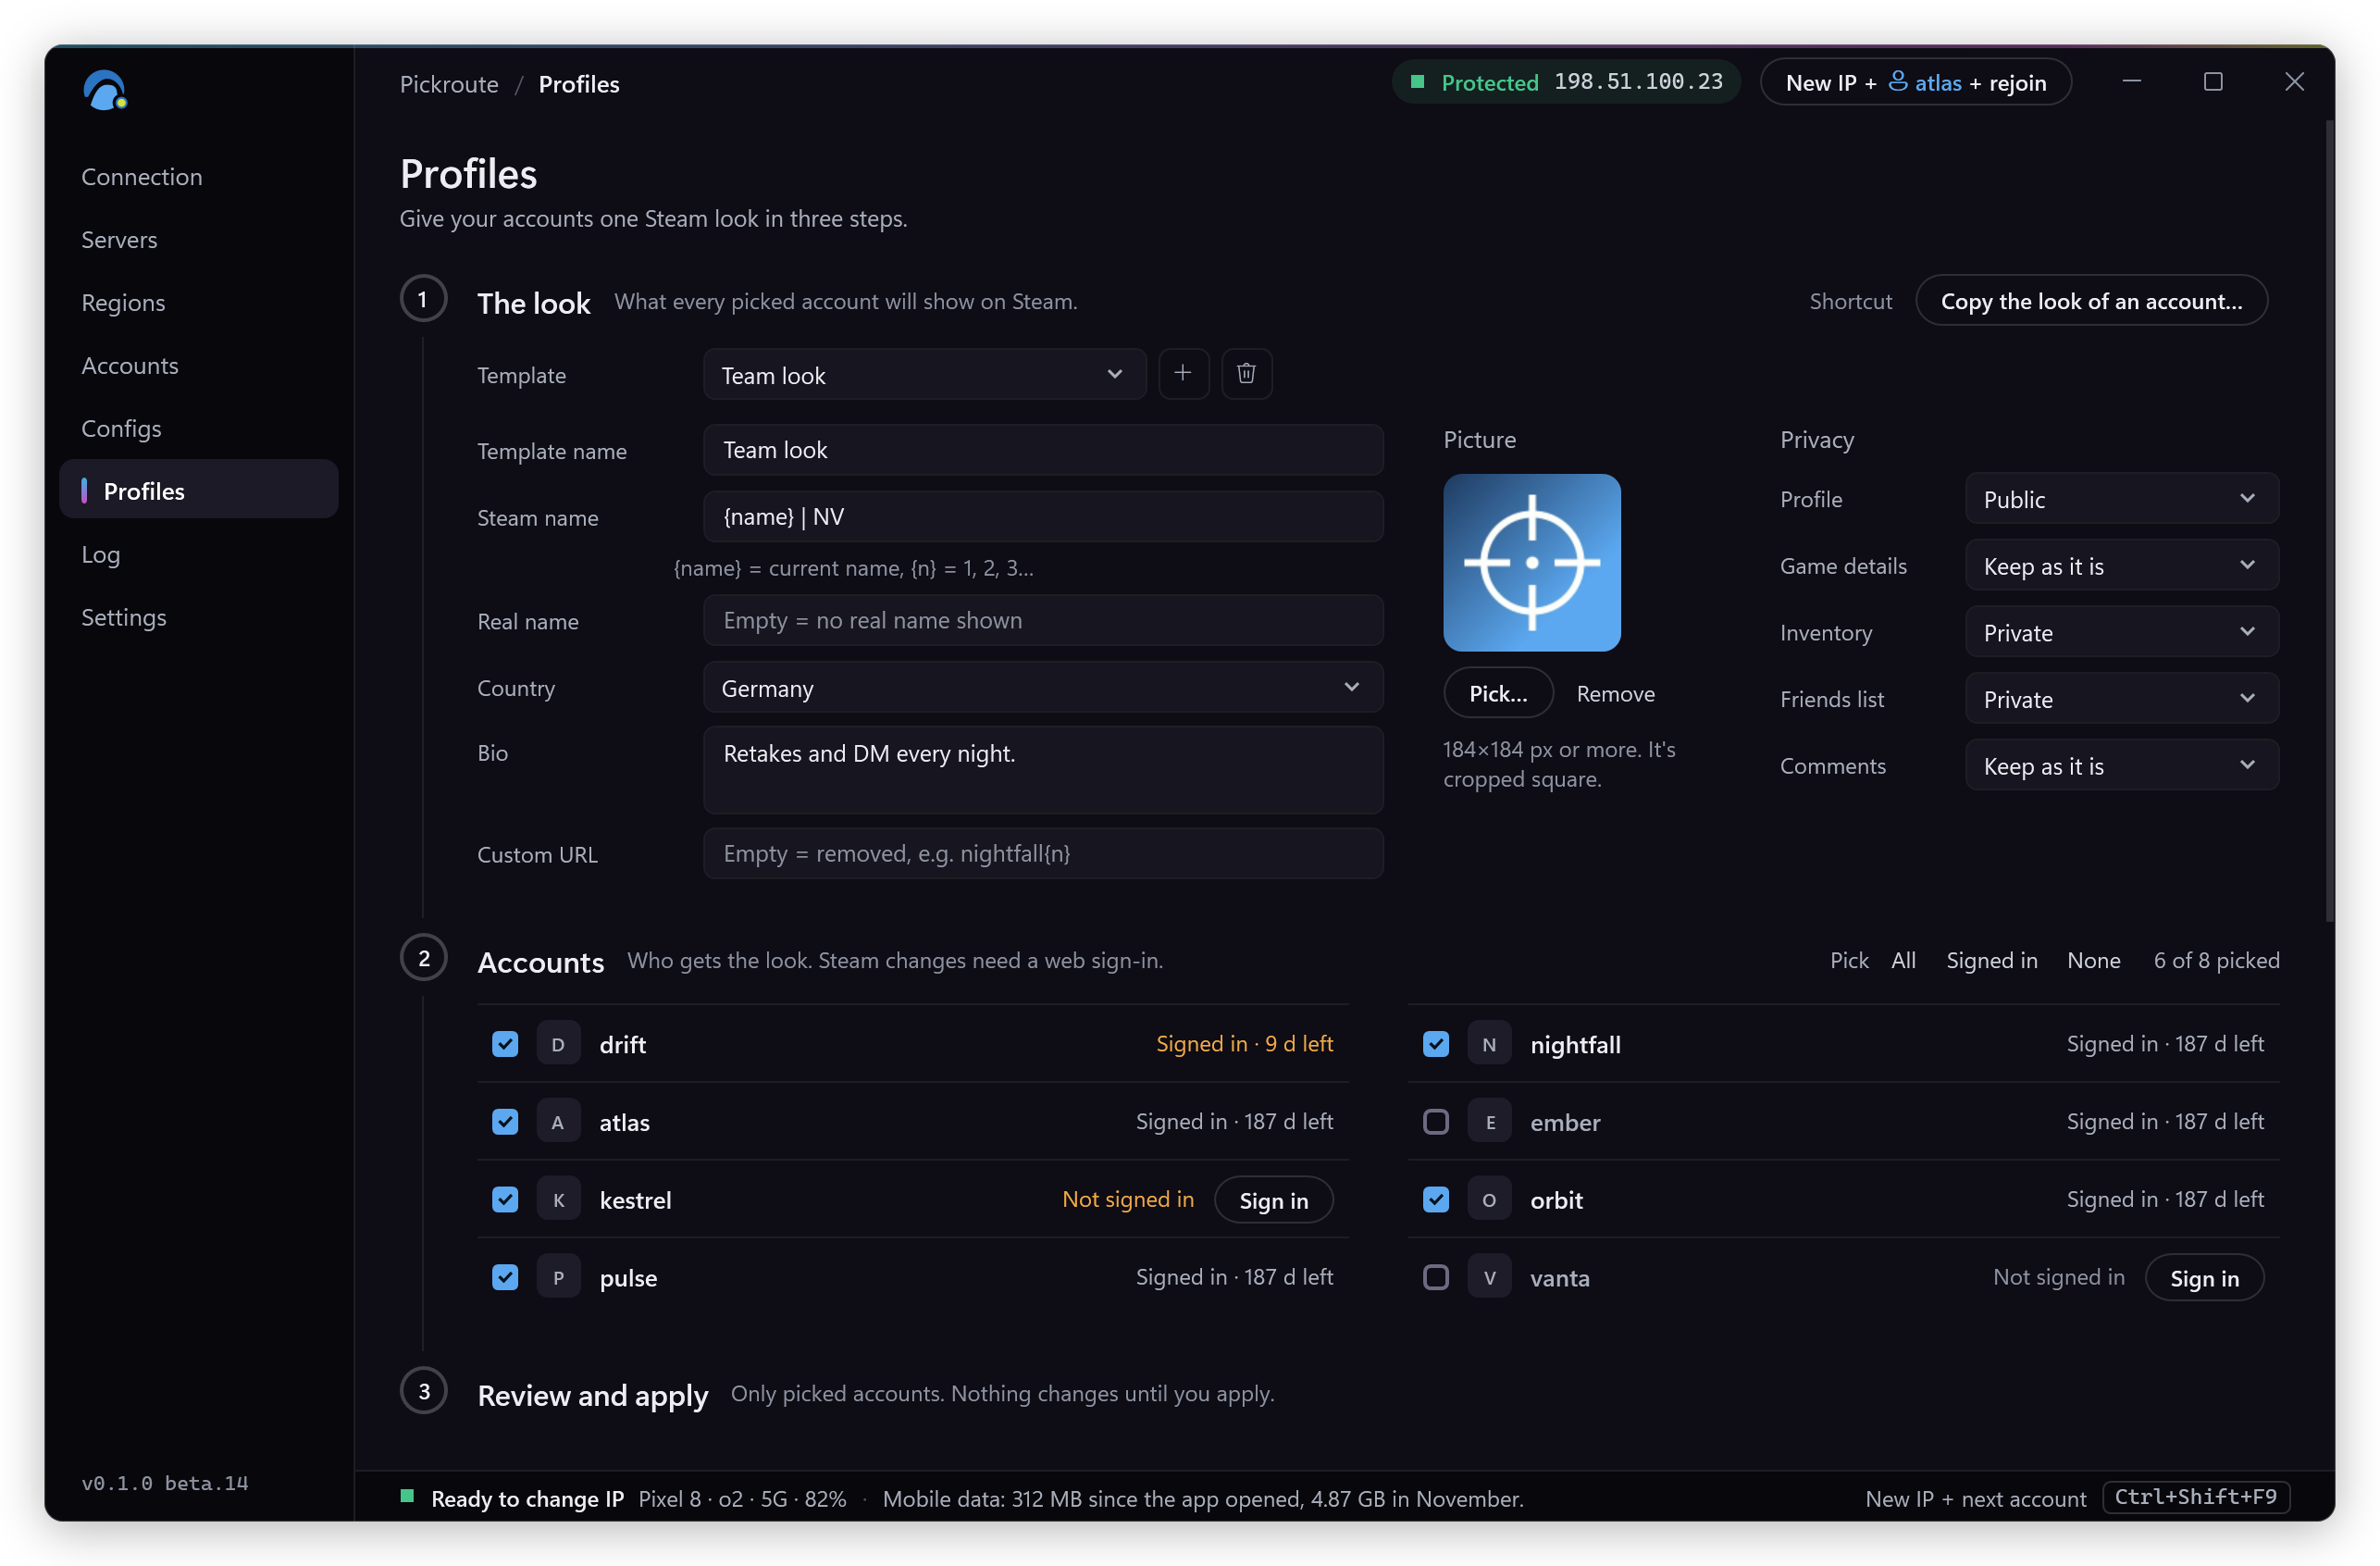 Pickroute / Profiles
Protected 198.51.100.23
New IP + atlas + rejoin
Connection
Servers
Regions
Accounts
Configs
Profiles
Log
Settings
v0.1.0 beta.14
Profiles
Give your accounts one Steam look in three steps.
1 The look What every picked account will show on Steam.
Shortcut Copy the look of an account...
Template Team look
Template name Team look
Steam name {name} | NV
{name} = current name, {n} = 1, 2, 3...
Real name Empty = no real name shown
Country Germany
Bio Retakes and DM every night.
Custom URL Empty = removed, e.g. nightfall{n}
Picture
Pick... Remove
184×184 px or more. It's
cropped square.
Privacy
Profile Public
Game details Keep as it is
Inventory Private
Friends list Private
Comments Keep as it is
2 Accounts Who gets the look. Steam changes need a web sign-in.
Pick All Signed in None 6 of 8 picked
D drift Signed in · 9 d left
N nightfall Signed in · 187 d left
A atlas Signed in · 187 d left
E ember Signed in · 187 d left
K kestrel Not signed in Sign in
O orbit Signed in · 187 d left
P pulse Signed in · 187 d left
V vanta Not signed in Sign in
3 Review and apply Only picked accounts. Nothing changes until you apply.
Ready to change IP Pixel 8 · o2 · 5G · 82% · Mobile data: 312 MB since the app opened, 4.87 GB in November.
New IP + next account Ctrl+Shift+F9